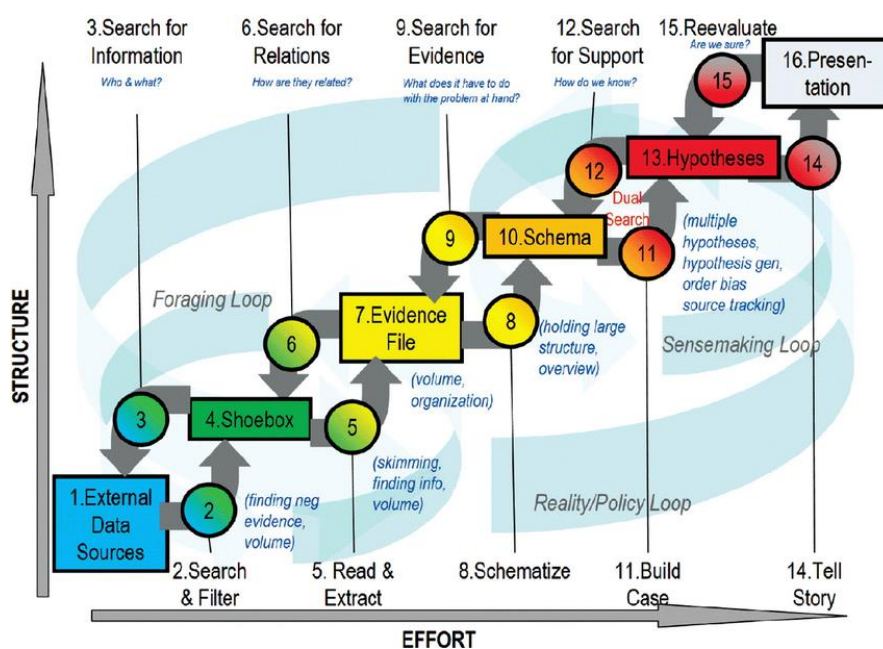 3.Search for
Information
Who & what?
6.Search for
Relations
How are they related?
9.Search for
Evidence
What does it have to do
with the problem at hand?
12.Search
for Support
How do we know?
15.Reevaluate
Are we sure?
15
16.Presen-
tation
12
13.Hypotheses
14
Dual
Search
9
10.Schema
11
(multiple
hypotheses,
hypothesis gen,
order bias
source tracking)
Foraging Loop
7.Evidence
File
8
(holding large
structure,
overview)
Sensemaking Loop
6
(volume,
organization)
STRUCTURE
3
4.Shoebox
5
(skimming,
finding info,
volume)
1.External
Data
Sources
2
(finding neg
evidence,
volume)
Reality/Policy Loop
2.Search
& Filter
5. Read &
Extract
8.Schematize
11.Build
Case
14.Tell
Story
EFFORT